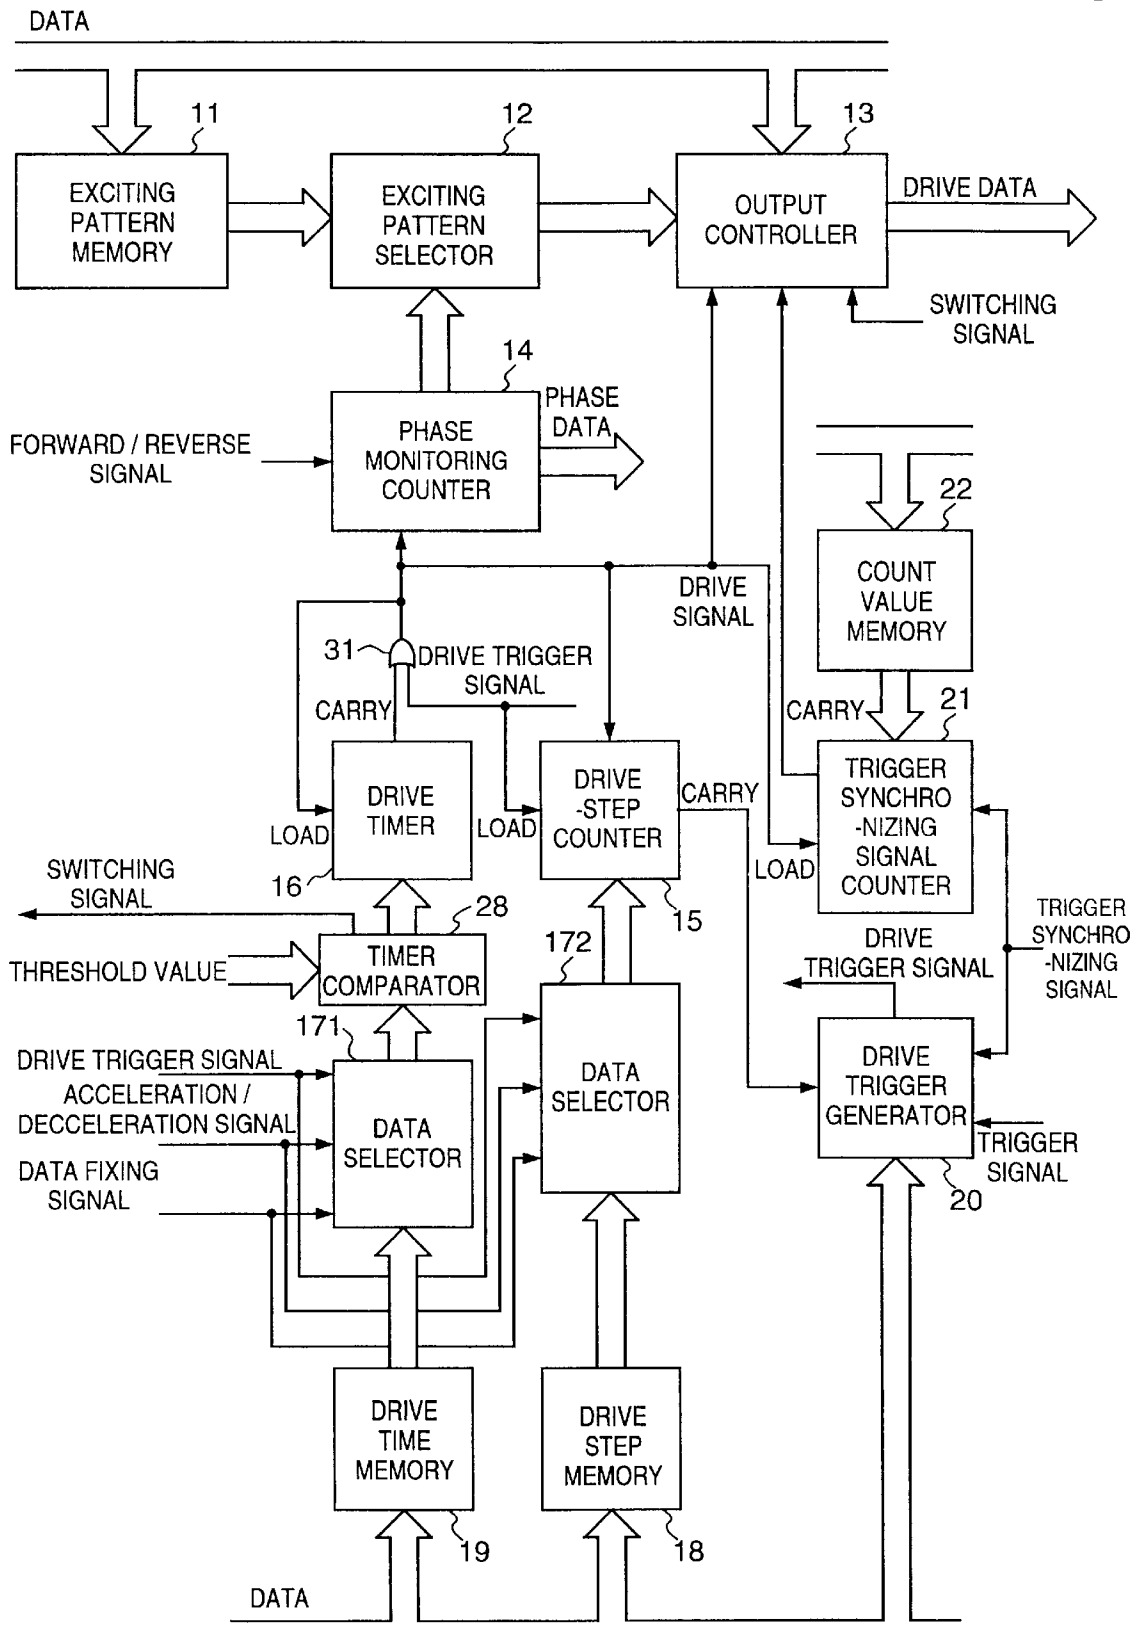 DATA
11
12
13
EXCITING
PATTERN
MEMORY
EXCITING
PATTERN
SELECTOR
OUTPUT
CONTROLLER
DRIVE DATA
SWITCHING
SIGNAL
14
PHASE
DATA
FORWARD / REVERSE
SIGNAL
PHASE
MONITORING
COUNTER
22
COUNT
VALUE
MEMORY
DRIVE
SIGNAL
31
DRIVE TRIGGER
SIGNAL
CARRY
CARRY
21
DRIVE
TIMER
LOAD
16
DRIVE
-STEP
COUNTER
LOAD
CARRY
15
TRIGGER
SYNCHRO
-NIZING
SIGNAL
COUNTER
LOAD
SWITCHING
SIGNAL
28
THRESHOLD VALUE
TIMER
COMPARATOR
172
DRIVE
TRIGGER SIGNAL
TRIGGER
SYNCHRO
-NIZING
SIGNAL
171
DRIVE TRIGGER SIGNAL
ACCELERATION /
DECCELERATION SIGNAL
DATA FIXING
SIGNAL
DATA
SELECTOR
DATA
SELECTOR
DRIVE
TRIGGER
GENERATOR
TRIGGER
SIGNAL
20
DRIVE
TIME
MEMORY
DRIVE
STEP
MEMORY
19
18
DATA